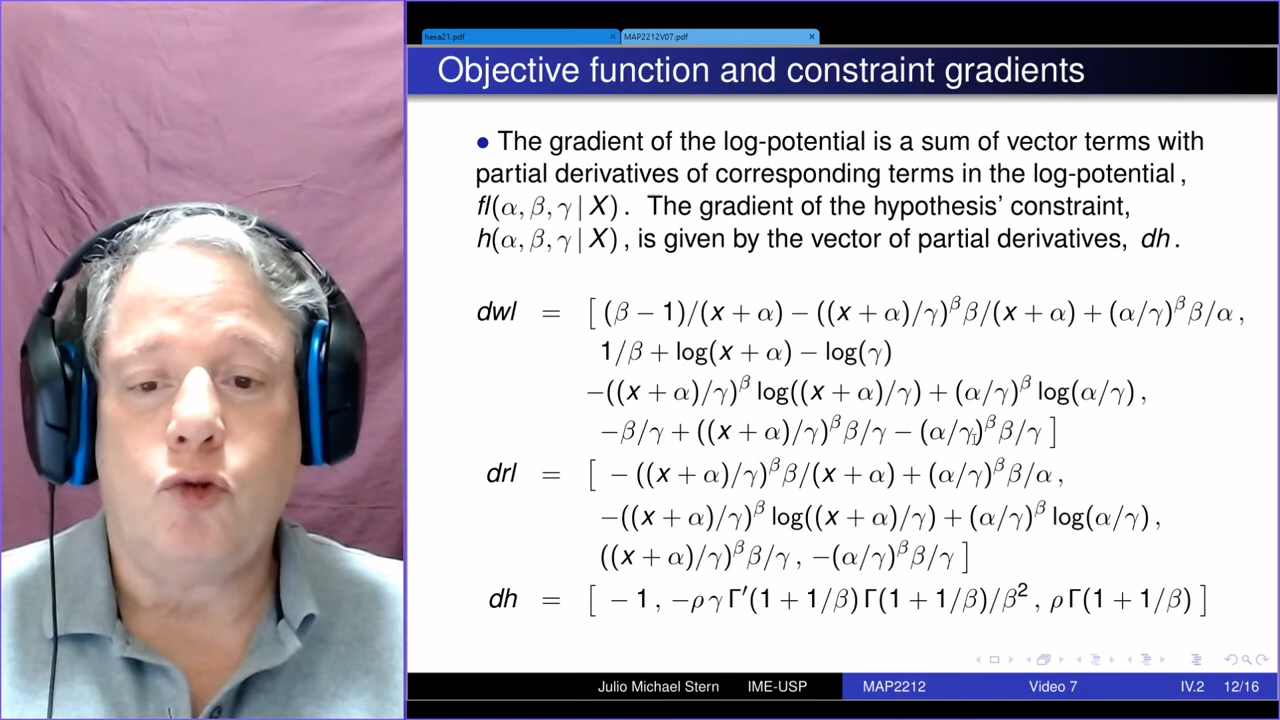 hexa21.pdf × MAP2212V07.pdf ×
Objective function and constraint gradients
• The gradient of the log-potential is a sum of vector terms with
partial derivatives of corresponding terms in the log-potential ,
fl(α, β, γ | X) . The gradient of the hypothesis’ constraint,
h(α, β, γ | X) , is given by the vector of partial derivatives, dh .
dwl = [ (β − 1)/(x + α) − ((x + α)/γ)^β β/(x + α) + (α/γ)^β β/α ,
1/β + log(x + α) − log(γ)
−((x + α)/γ)^β log((x + α)/γ) + (α/γ)^β log(α/γ) ,
−β/γ + ((x + α)/γ)^β β/γ − (α/γ)^β β/γ ]
drl = [ − ((x + α)/γ)^β β/(x + α) + (α/γ)^β β/α ,
−((x + α)/γ)^β log((x + α)/γ) + (α/γ)^β log(α/γ) ,
((x + α)/γ)^β β/γ , −(α/γ)^β β/γ ]
dh = [ − 1 , −ρ γ Γ′(1 + 1/β) Γ(1 + 1/β)/β² , ρ Γ(1 + 1/β) ]
Julio Michael Stern IME-USP MAP2212 Video 7 IV.2 12/16